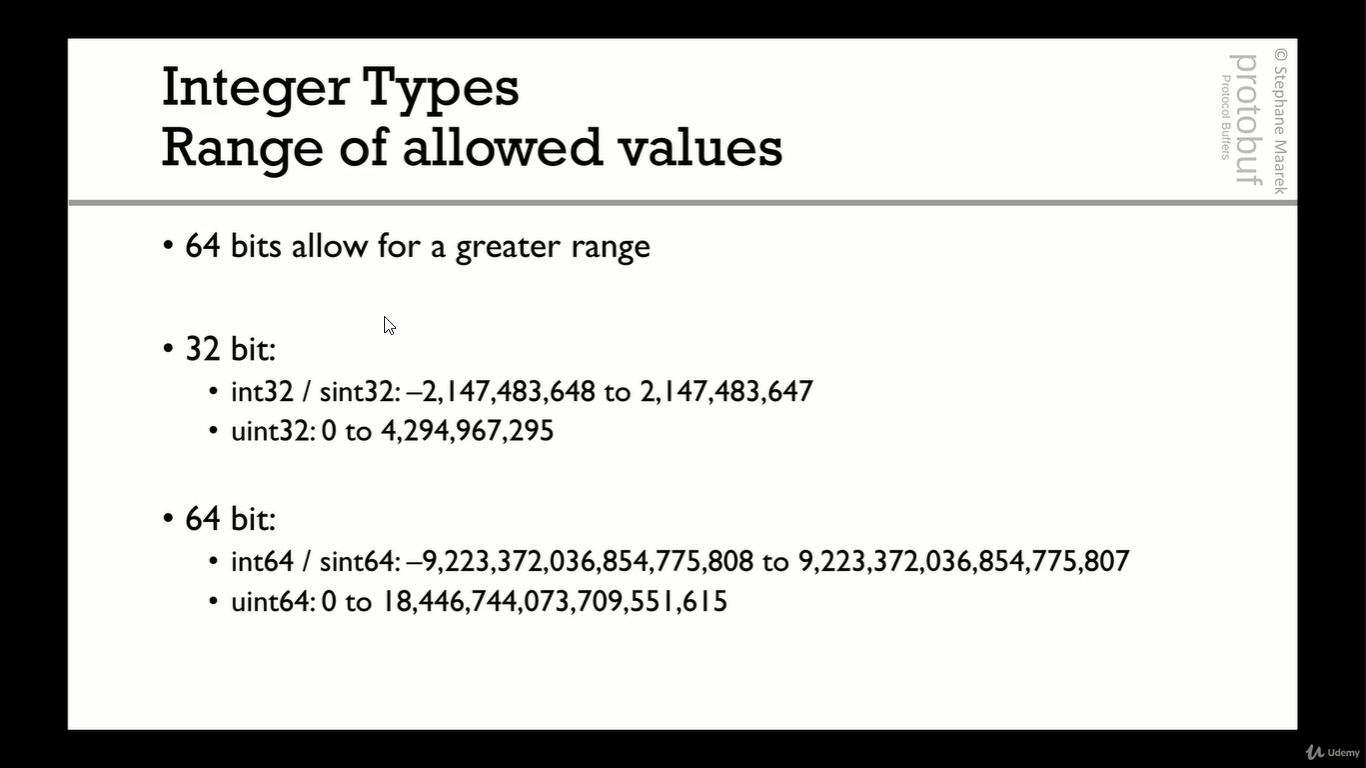 Integer Types
Range of allowed values
• 64 bits allow for a greater range
• 32 bit:
• int32 / sint32: –2,147,483,648 to 2,147,483,647
• uint32: 0 to 4,294,967,295
• 64 bit:
• int64 / sint64: –9,223,372,036,854,775,808 to 9,223,372,036,854,775,807
• uint64: 0 to 18,446,744,073,709,551,615
© Stephane Maarek
protobuf
Protocol Buffers
Udemy